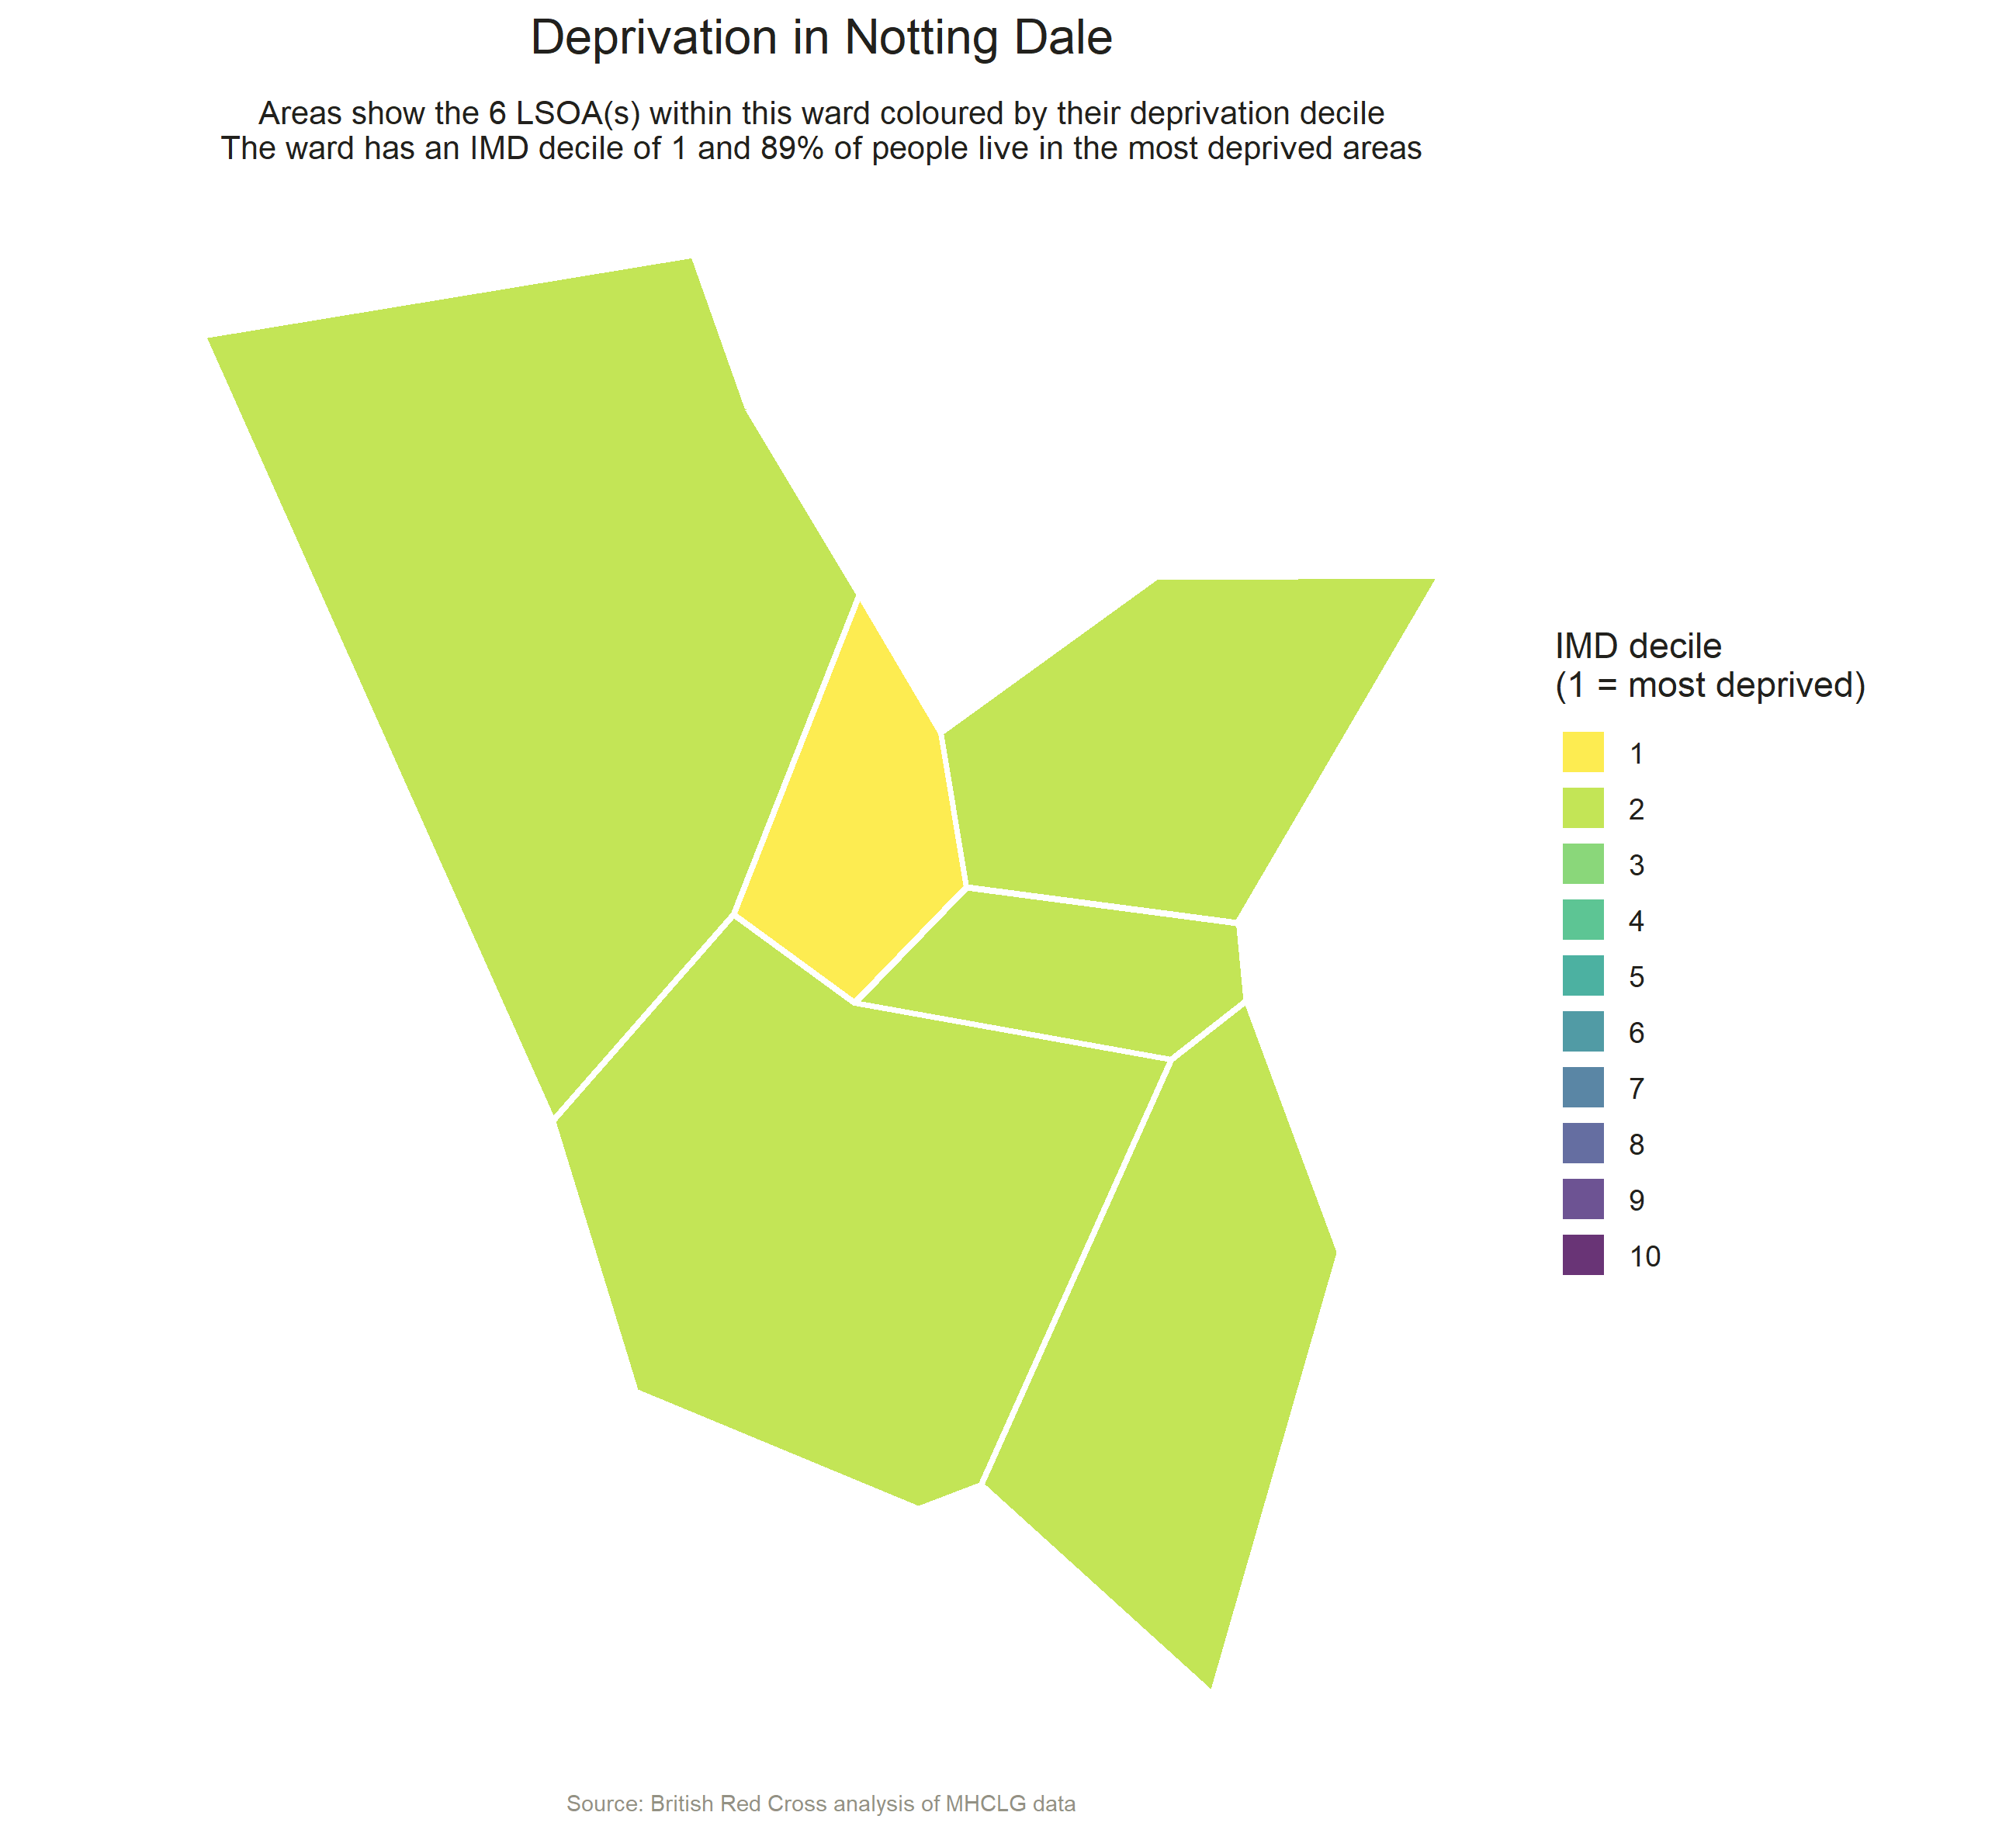 Deprivation in Notting Dale
Areas show the 6 LSOA(s) within this ward coloured by their deprivation decile
The ward has an IMD decile of 1 and 89% of people live in the most deprived areas
IMD decile
(1 = most deprived)
1
2
3
4
5
6
7
8
9
10
Source: British Red Cross analysis of MHCLG data